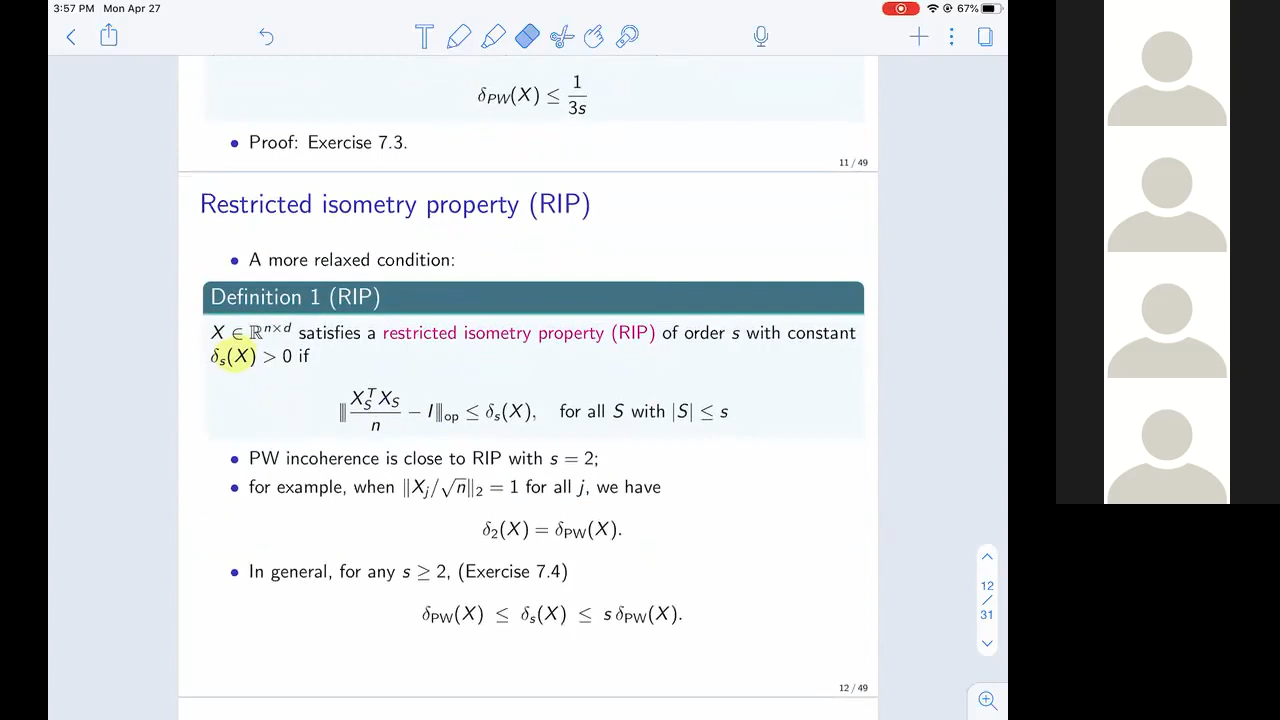 3:57 PM Mon Apr 27
67%
δ_PW(X) ≤ 1/3s
• Proof: Exercise 7.3.
11 / 49
Restricted isometry property (RIP)
• A more relaxed condition:
Definition 1 (RIP)
X ∈ ℝ^{n×d} satisfies a restricted isometry property (RIP) of order s with constant
δ_s(X) > 0 if
⦀ X_S^T X_S / n − I ⦀_op ≤ δ_s(X), for all S with |S| ≤ s
• PW incoherence is close to RIP with s = 2;
• for example, when ‖X_j/√n‖_2 = 1 for all j, we have
δ_2(X) = δ_PW(X).
• In general, for any s ≥ 2, (Exercise 7.4)
δ_PW(X) ≤ δ_s(X) ≤ s δ_PW(X).
12 / 49
12
/
31